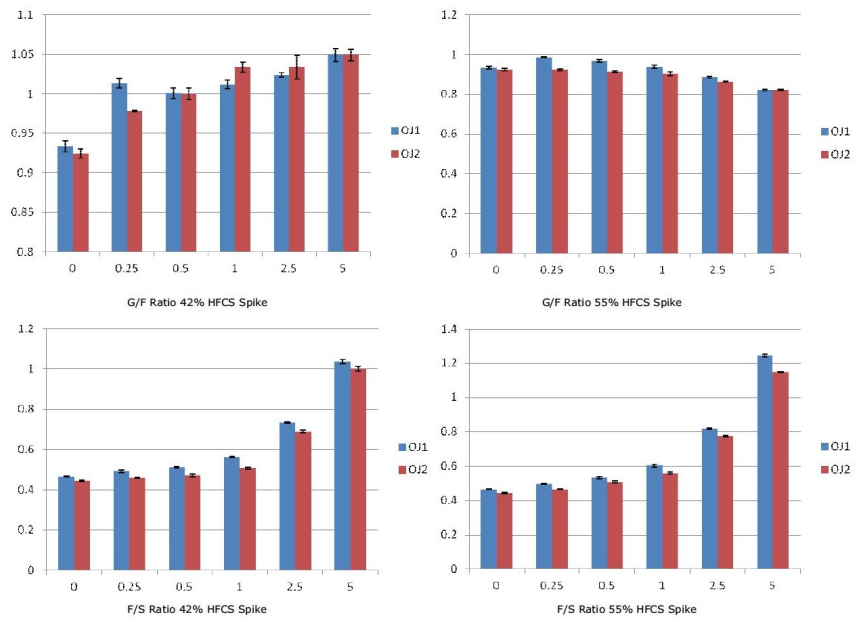 1.1
1.05
1
0.95
0.9
0.85
0.8
0 0.25 0.5 1 2.5 5
OJ1
OJ2
G/F Ratio 42% HFCS Spike
1.2
1
0.8
0.6
0.4
0.2
0
0 0.25 0.5 1 2.5 5
OJ1
OJ2
G/F Ratio 55% HFCS Spike
1.2
1
0.8
0.6
0.4
0.2
0
0 0.25 0.5 1 2.5 5
OJ1
OJ2
F/S Ratio 42% HFCS Spike
1.4
1.2
1
0.8
0.6
0.4
0.2
0
0 0.25 0.5 1 2.5 5
OJ1
OJ2
F/S Ratio 55% HFCS Spike